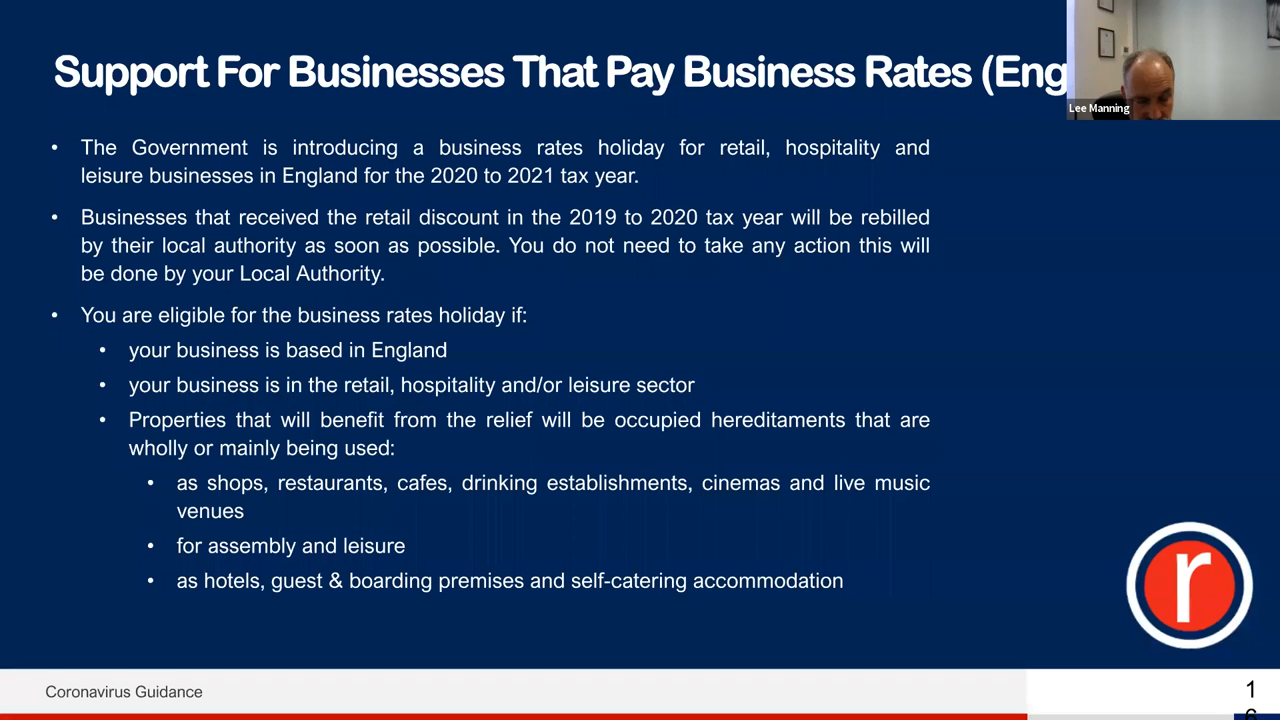 Support For Businesses That Pay Business Rates (Eng
Lee Manning
• The Government is introducing a business rates holiday for retail, hospitality and
leisure businesses in England for the 2020 to 2021 tax year.
• Businesses that received the retail discount in the 2019 to 2020 tax year will be rebilled
by their local authority as soon as possible. You do not need to take any action this will
be done by your Local Authority.
• You are eligible for the business rates holiday if:
• your business is based in England
• your business is in the retail, hospitality and/or leisure sector
• Properties that will benefit from the relief will be occupied hereditaments that are
wholly or mainly being used:
• as shops, restaurants, cafes, drinking establishments, cinemas and live music
venues
• for assembly and leisure
• as hotels, guest & boarding premises and self-catering accommodation
r
Coronavirus Guidance
1
6